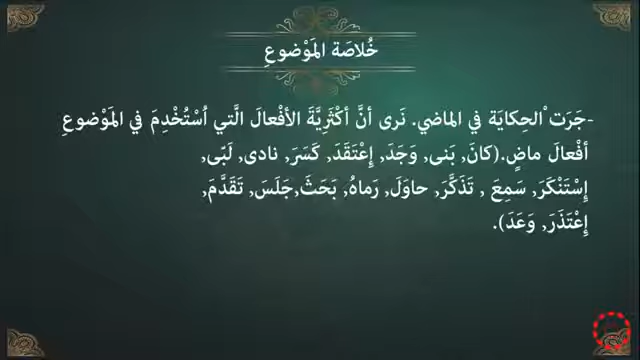 خُلاصَة المَوْضوعِ
-جَرَت ْالحِكايَة في الماضي. نَرى أنَّ أكْثَرِيَّةَ الأفْعالَ الَّتي اُسْتُخْدِمَ في المَوْضوعِ
أفْعالَ ماضٍ.(كانَ, بَنى, وَجَدَ, إعْتَقَدَ, كَسَرَ, نادى, لَبّى,
إسْتَنْكَرَ, سَمِعَ , تَذَكَّرَ, حاوَلَ, رَماهُ, بَحَثَ,جَلَسَ, تَقَدَّمَ,
إعْتَذَرَ, وَعَدَ).